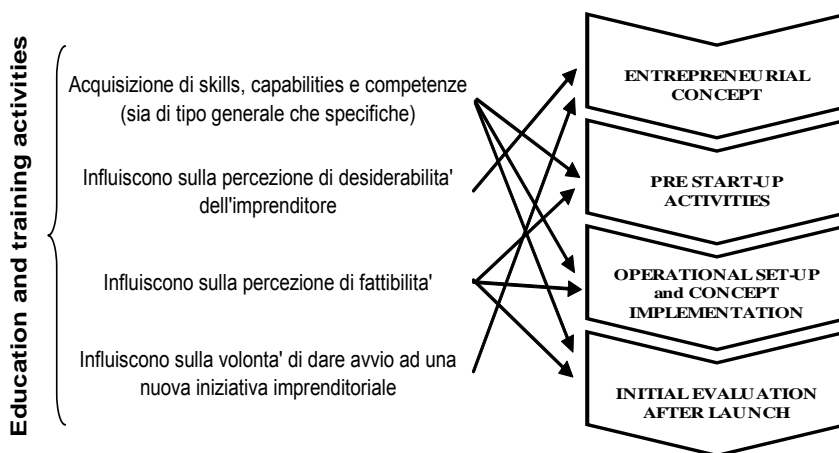 Education and training activities
Acquisizione di skills, capabilities e competenze
(sia di tipo generale che specifiche)
Influiscono sulla percezione di desiderabilita'
dell'imprenditore
Influiscono sulla percezione di fattibilita'
Influiscono sulla volonta' di dare avvio ad una
nuova iniziativa imprenditoriale
ENTREPRENEURIAL
CONCEPT
PRE START-UP
ACTIVITIES
OPERATIONAL SET-UP
and CONCEPT
IMPLEMENTATION
INITIAL EVALUATION
AFTER LAUNCH